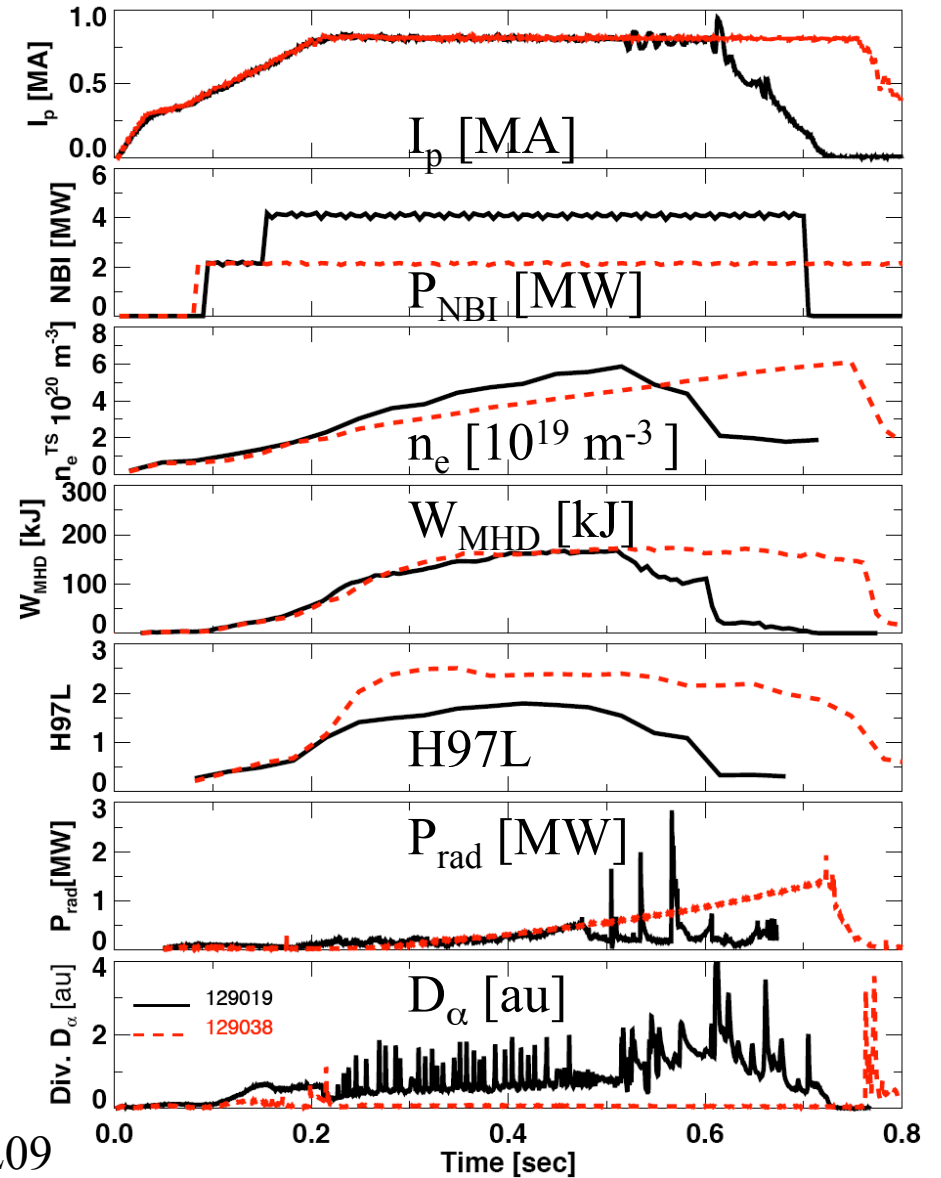 1.0
0.5
0.0
I_p [MA]
I_p [MA]
6
4
2
0
NBI [MW]
P_NBI [MW]
8
6
4
2
0
n_e^TS 10^20 m^-3)
n_e [10^19 m^-3 ]
300
200
100
0
W_MHD [kJ]
W_MHD [kJ]
3
2
1
0
H97L
H97L
3
2
1
0
P_rad[MW]
P_rad [MW]
4
2
0
Div. D_α [au]
D_α [au]
129019
129038
0.0 0.2 0.4 0.6 0.8
Time [sec]
09